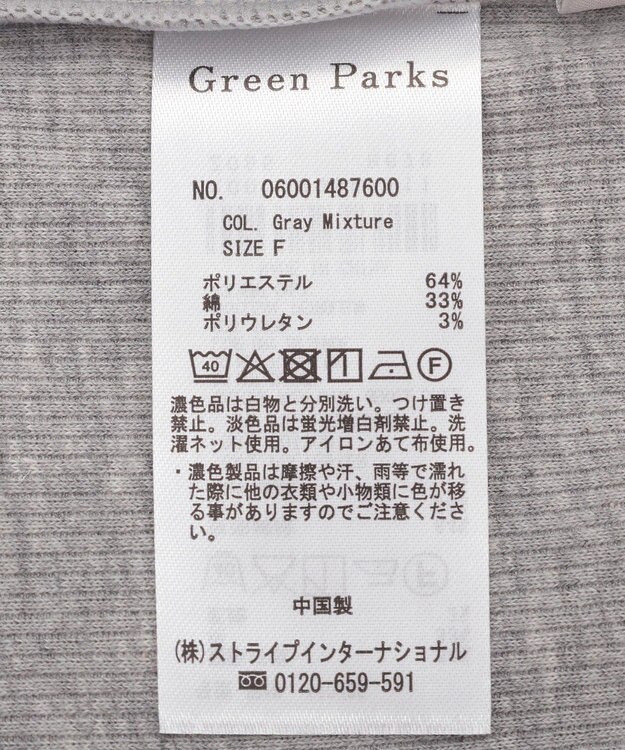 Green Parks
NO. 06001487600
COL. Gray Mixture
SIZE F
ポリエステル 64%
綿 33%
ポリウレタン 3%
40 F
濃色品は白物と分別洗い。つけ置き
禁止。淡色品は蛍光増白剤禁止。洗
濯ネット使用。アイロンあて布使用。
・濃色製品は摩擦や汗、雨等で濡れ
た際に他の衣類や小物類に色が移
る事がありますのでご注意くださ
い。
中国製
(株)ストライプインターナショナル
0120-659-591